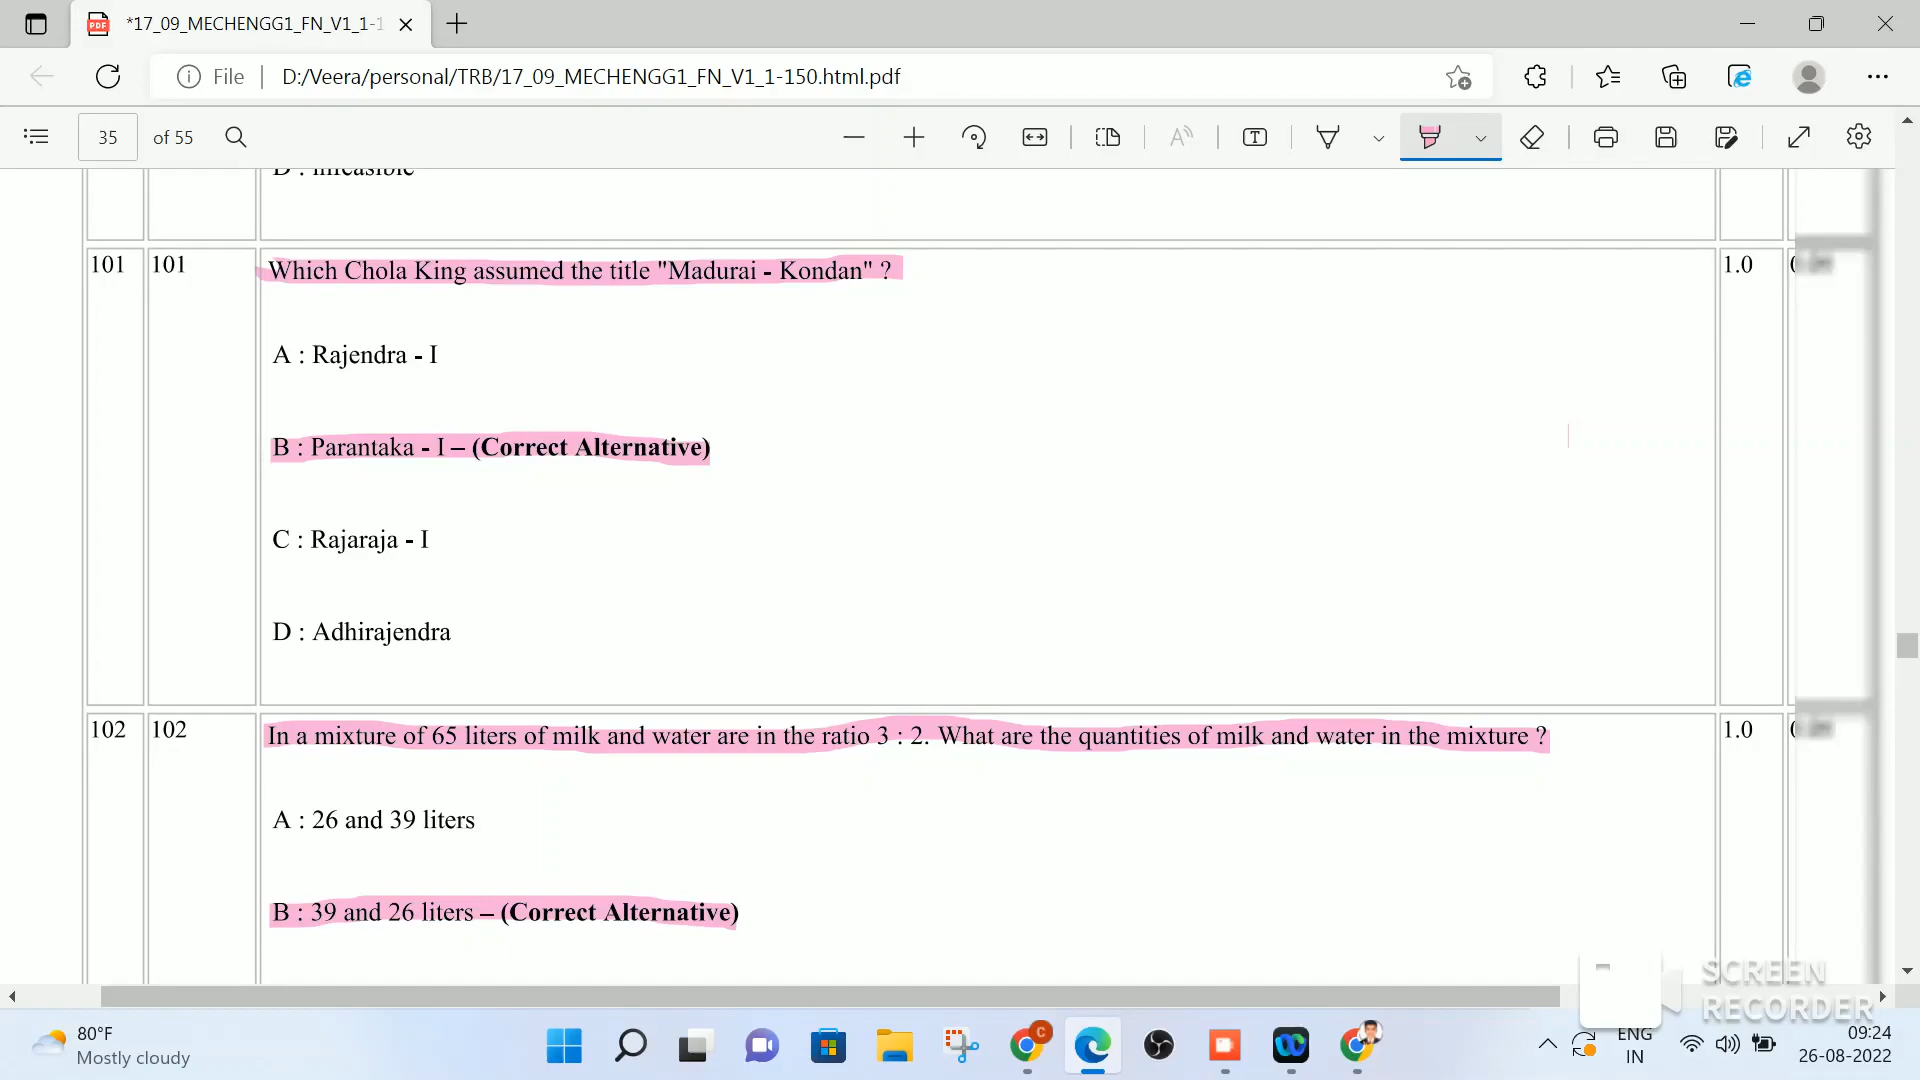 *17_09_MECHENGG1_FN_V1_1-1
File D:/Veera/personal/TRB/17_09_MECHENGG1_FN_V1_1-150.html.pdf
35 of 55
D : infeasible
101 101 Which Chola King assumed the title "Madurai - Kondan" ? 1.0
A : Rajendra - I
B : Parantaka - I – (Correct Alternative)
C : Rajaraja - I
D : Adhirajendra
102 102 In a mixture of 65 liters of milk and water are in the ratio 3 : 2. What are the quantities of milk and water in the mixture ? 1.0
A : 26 and 39 liters
B : 39 and 26 liters – (Correct Alternative)
SCREEN
RECORDER
80°F
Mostly cloudy
ENG
IN
09:24
26-08-2022